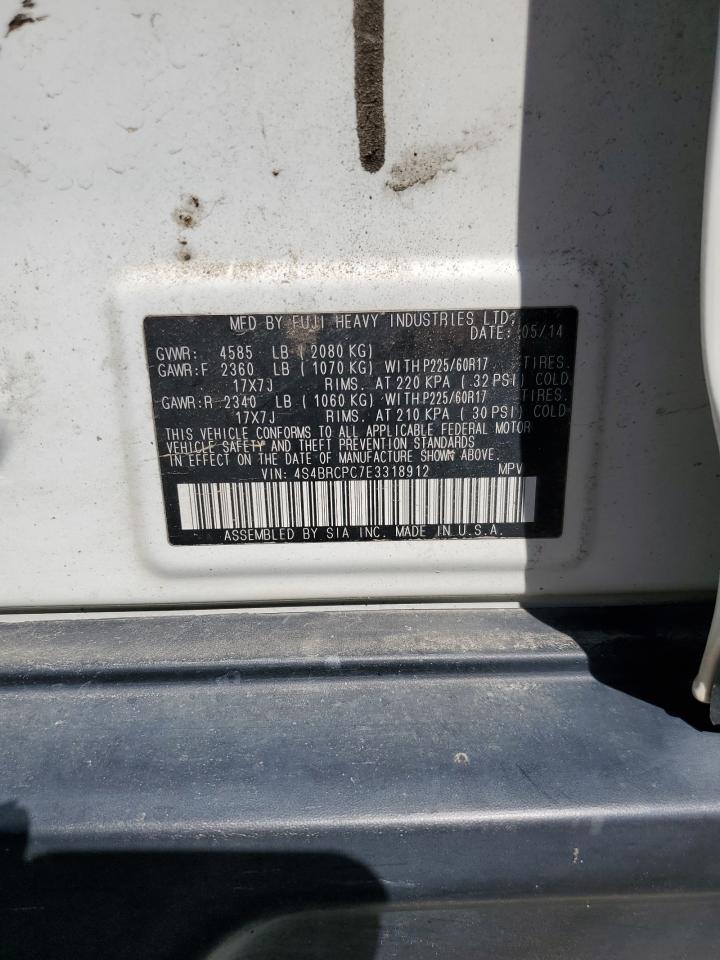 MFD BY FUJI HEAVY INDUSTRIES LTD.
DATE: 05/14
GVWR: 4585 LB ( 2080 KG)
GAWR:F 2360 LB ( 1070 KG) WITH P225/60R17 TIRES.
17X7J RIMS. AT 220 KPA ( 32 PSI) COLD
GAWR:R 2340 LB ( 1060 KG) WITH P225/60R17 TIRES.
17X7J RIMS. AT 210 KPA ( 30 PSI) COLD
THIS VEHICLE CONFORMS TO ALL APPLICABLE FEDERAL MOTOR
VEHICLE SAFETY AND THEFT PREVENTION STANDARDS
IN EFFECT ON THE DATE OF MANUFACTURE SHOWN ABOVE.
VIN: 4S4BRCPC7E3318912 MPV
ASSEMBLED BY SIA INC. MADE IN U.S.A.